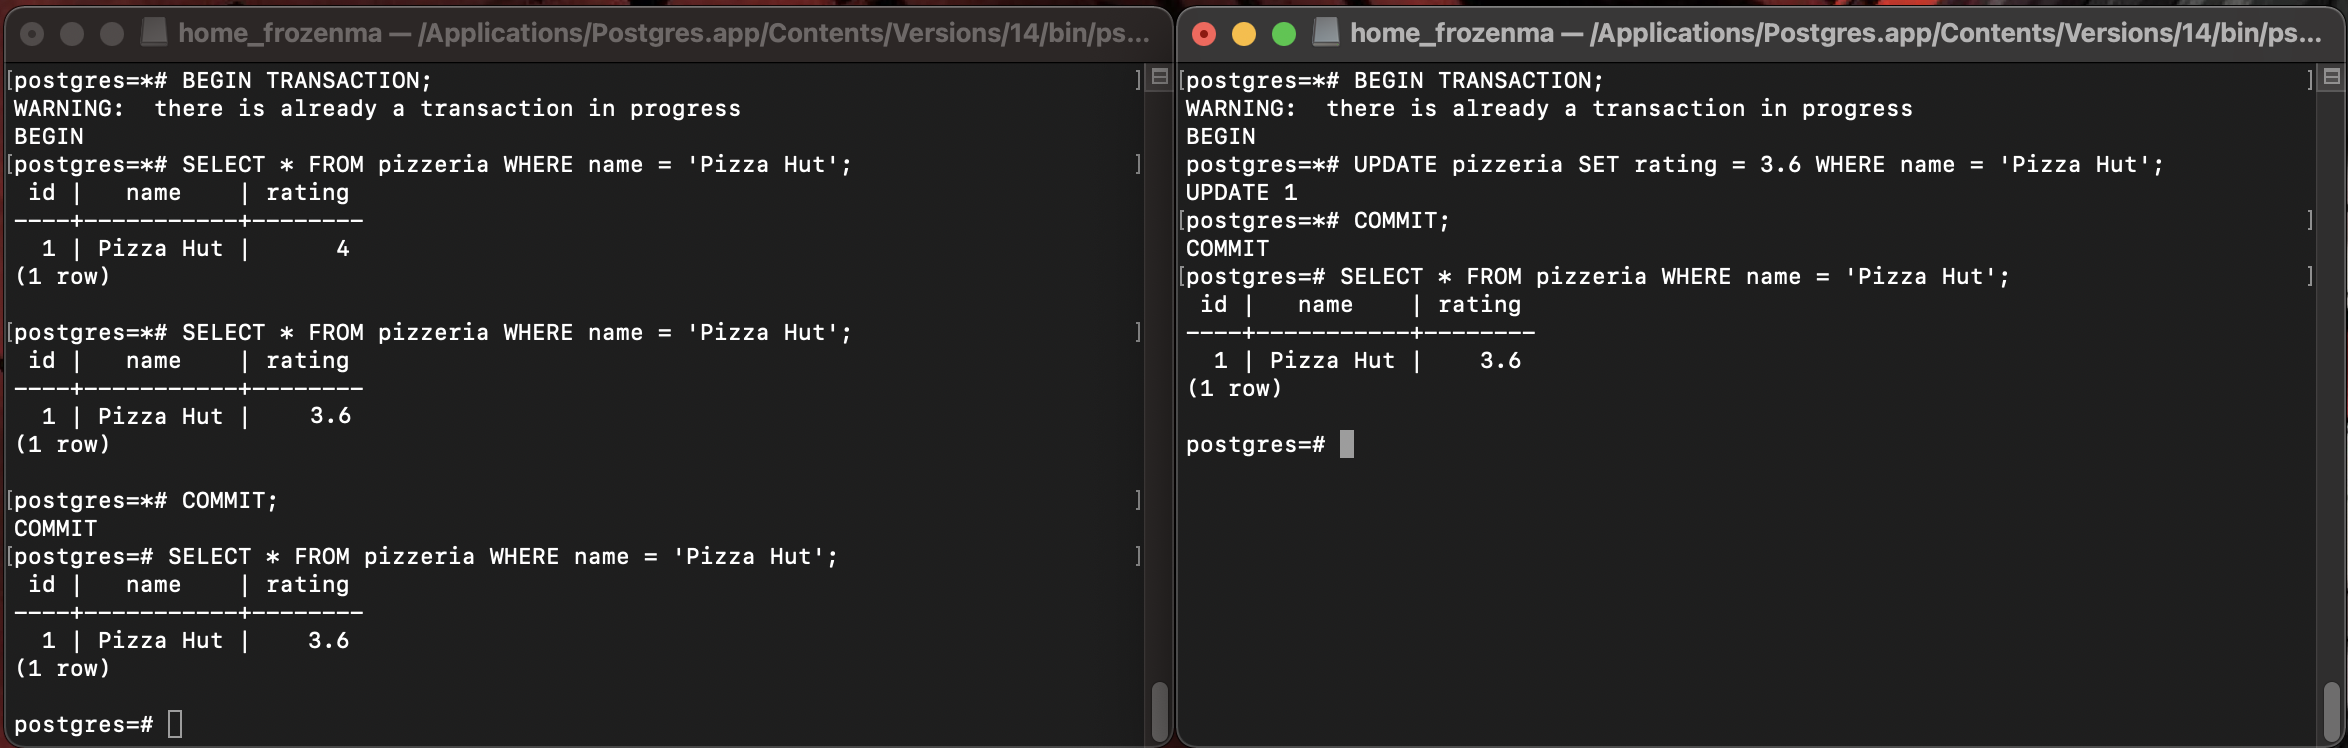 home_frozenma — /Applications/Postgres.app/Contents/Versions/14/bin/ps...
[postgres=*# BEGIN TRANSACTION; ]
WARNING:  there is already a transaction in progress
BEGIN
[postgres=*# SELECT * FROM pizzeria WHERE name = 'Pizza Hut'; ]
 id |   name    | rating
----+-----------+--------
  1 | Pizza Hut |      4
(1 row)

[postgres=*# SELECT * FROM pizzeria WHERE name = 'Pizza Hut'; ]
 id |   name    | rating
----+-----------+--------
  1 | Pizza Hut |    3.6
(1 row)

[postgres=*# COMMIT; ]
COMMIT
[postgres=# SELECT * FROM pizzeria WHERE name = 'Pizza Hut'; ]
 id |   name    | rating
----+-----------+--------
  1 | Pizza Hut |    3.6
(1 row)

postgres=#
home_frozenma — /Applications/Postgres.app/Contents/Versions/14/bin/ps...
[postgres=*# BEGIN TRANSACTION; ]
WARNING:  there is already a transaction in progress
BEGIN
postgres=*# UPDATE pizzeria SET rating = 3.6 WHERE name = 'Pizza Hut';
UPDATE 1
[postgres=*# COMMIT; ]
COMMIT
[postgres=# SELECT * FROM pizzeria WHERE name = 'Pizza Hut'; ]
 id |   name    | rating
----+-----------+--------
  1 | Pizza Hut |    3.6
(1 row)

postgres=#